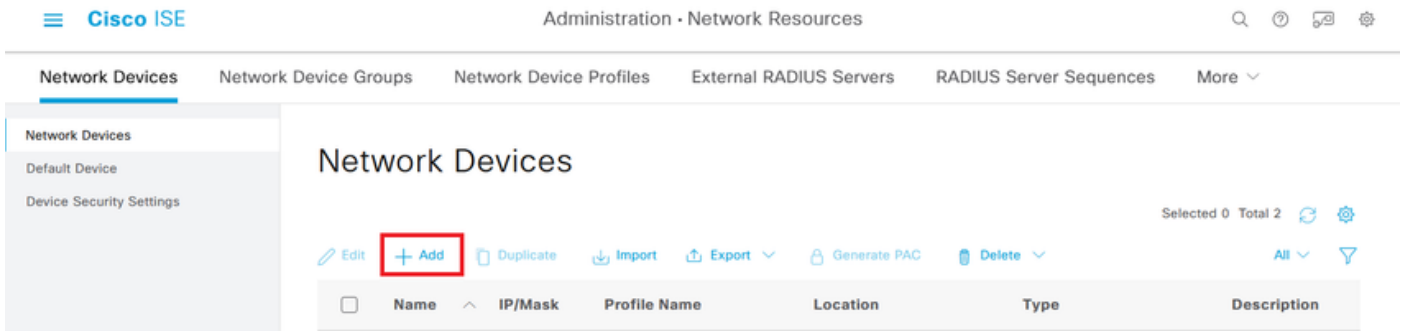 Cisco ISE
Administration · Network Resources
Network Devices Network Device Groups Network Device Profiles External RADIUS Servers RADIUS Server Sequences More
Network Devices
Default Device
Device Security Settings
Network Devices
Selected 0 Total 2
Edit Add Duplicate Import Export Generate PAC Delete All
Name IP/Mask Profile Name Location Type Description